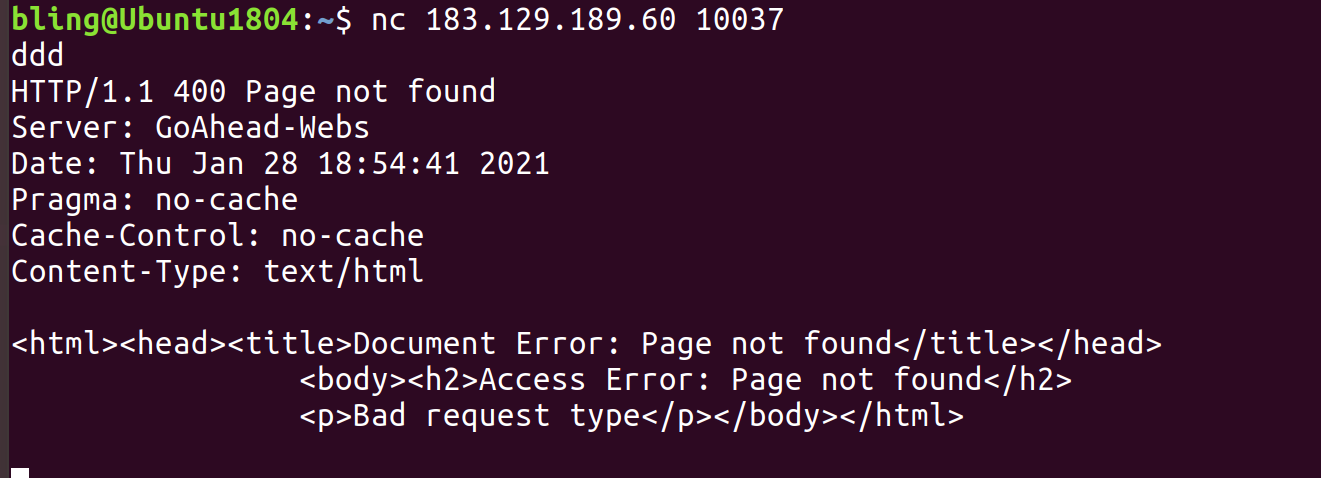 bling@Ubuntu1804:~$ nc 183.129.189.60 10037
ddd
HTTP/1.1 400 Page not found
Server: GoAhead-Webs
Date: Thu Jan 28 18:54:41 2021
Pragma: no-cache
Cache-Control: no-cache
Content-Type: text/html
<html><head><title>Document Error: Page not found</title></head>
<body><h2>Access Error: Page not found</h2>
<p>Bad request type</p></body></html>